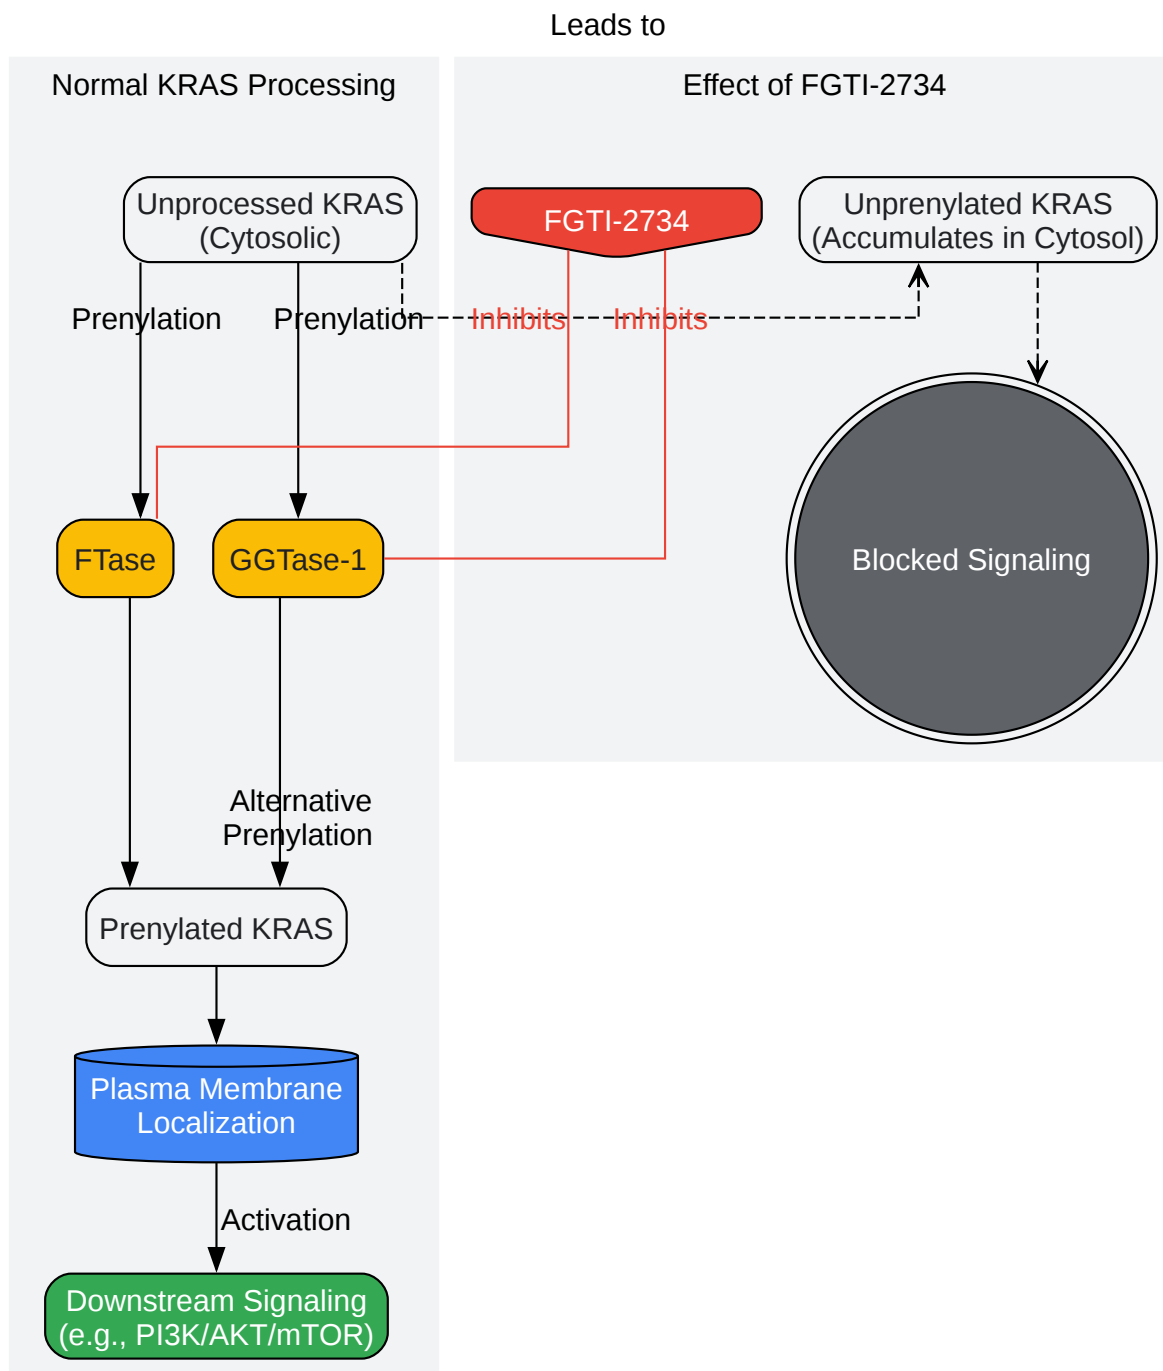 Leads to
Normal KRAS Processing
Effect of FGTI-2734
Unprocessed KRAS
(Cytosolic)
FGTI-2734
Unprenylated KRAS
(Accumulates in Cytosol)
Prenylation
Prenylation
Inhibits
Inhibits
FTase
GGTase-1
Blocked Signaling
Alternative
Prenylation
Prenylated KRAS
Plasma Membrane
Localization
Activation
Downstream Signaling
(e.g., PI3K/AKT/mTOR)